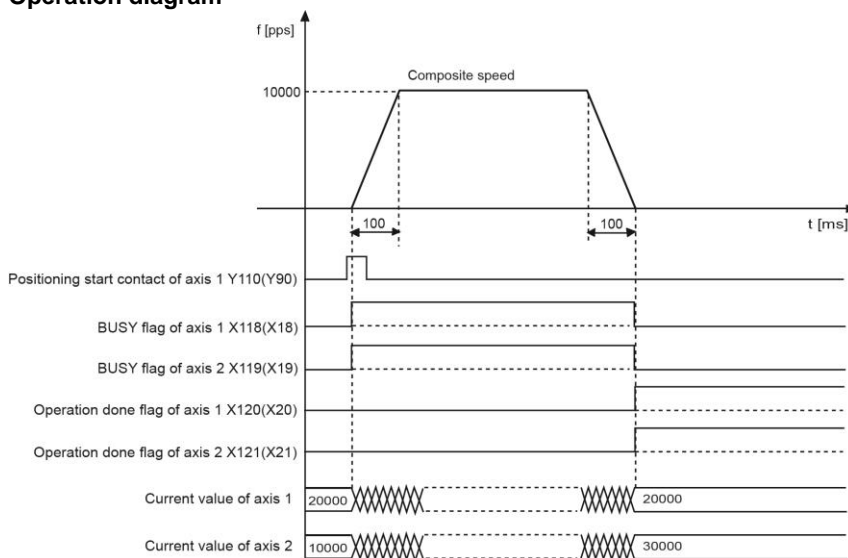 Operation diagram
f [pps]
Composite speed
10000
100
100
t [ms]
Positioning start contact of axis 1 Y110(Y90)
BUSY flag of axis 1 X118(X18)
BUSY flag of axis 2 X119(X19)
Operation done flag of axis 1 X120(X20)
Operation done flag of axis 2 X121(X21)
Current value of axis 1
20000
20000
Current value of axis 2
10000
30000